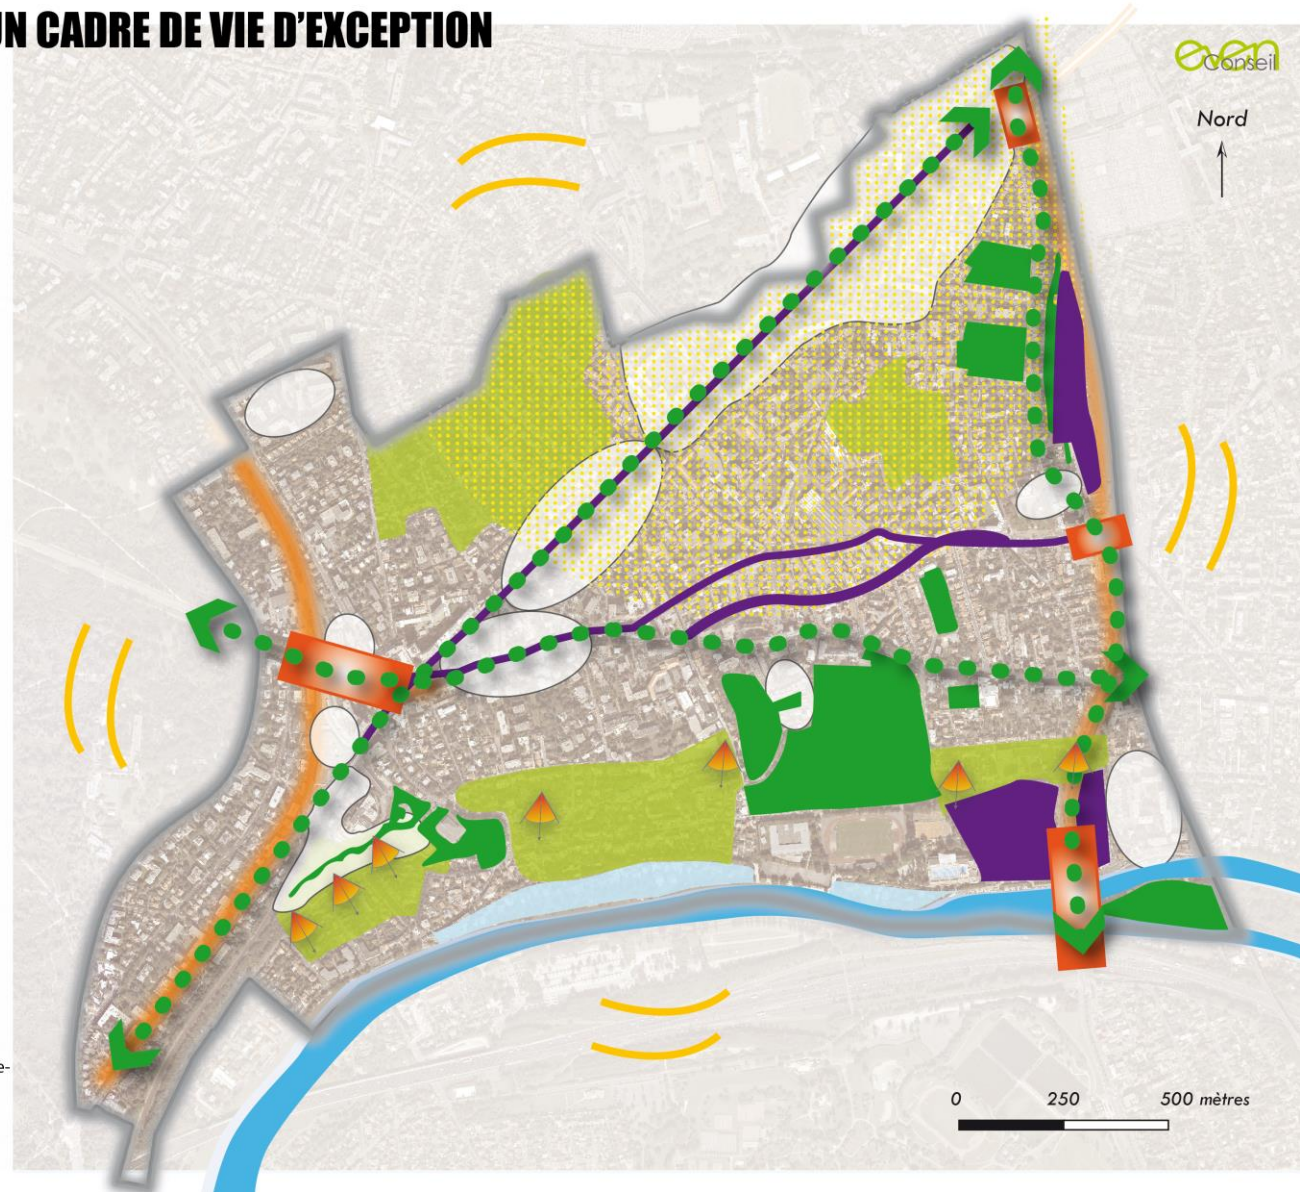 UN CADRE DE VIE D'EXCEPTION
even
Conseil
Nord
e-
0 250 500 mètres